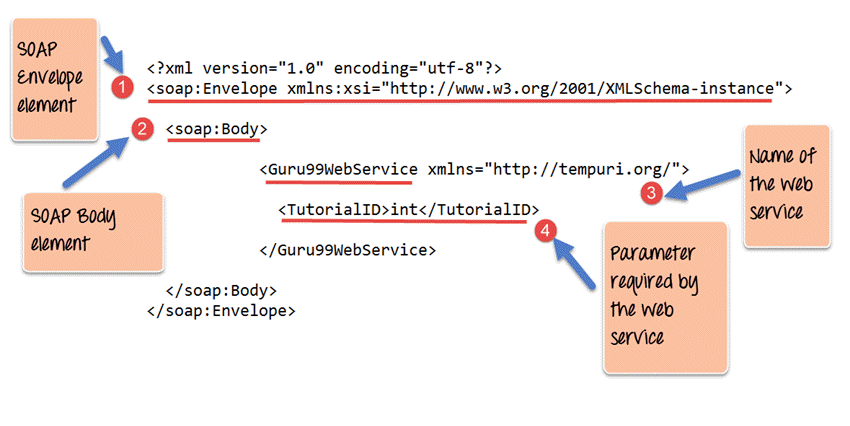 SOAP
Envelope
element
1
<?xml version="1.0" encoding="utf-8"?>
<soap:Envelope xmlns:xsi="http://www.w3.org/2001/XMLSchema-instance">
2
<soap:Body>
<Guru99WebService xmlns="http://tempuri.org/">
3
Name of
the web
service
SOAP Body
element
<TutorialID>int</TutorialID>
4
</Guru99WebService>
Parameter
required by
the web
service
</soap:Body>
</soap:Envelope>